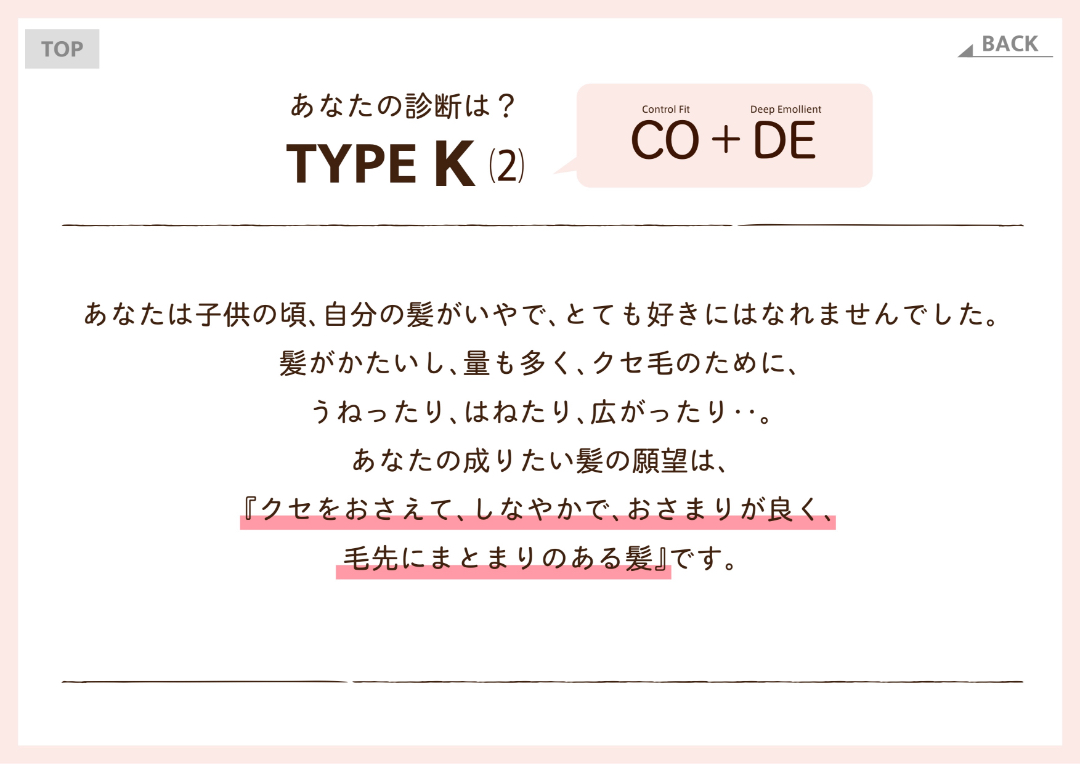 TOP
BACK
あなたの診断は？
TYPE K (2)
Control Fit
Deep Emollient
CO＋DE
あなたは子供の頃、自分の髪がいやで、とても好きにはなれませんでした。
髪がかたいし、量も多く、クセ毛のために、
うねったり、はねたり、広がったり‥。
あなたの成りたい髪の願望は、
『クセをおさえて、しなやかで、おさまりが良く、
毛先にまとまりのある髪』です。